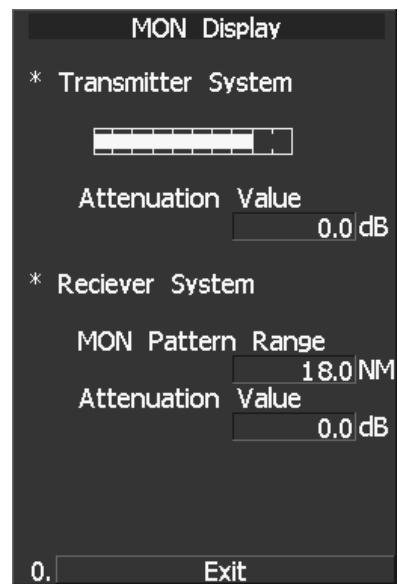 MON Display
* Transmitter System
Attenuation Value
0.0 dB
* Reciever System
MON Pattern Range
18.0 NM
Attenuation Value
0.0 dB
0. Exit